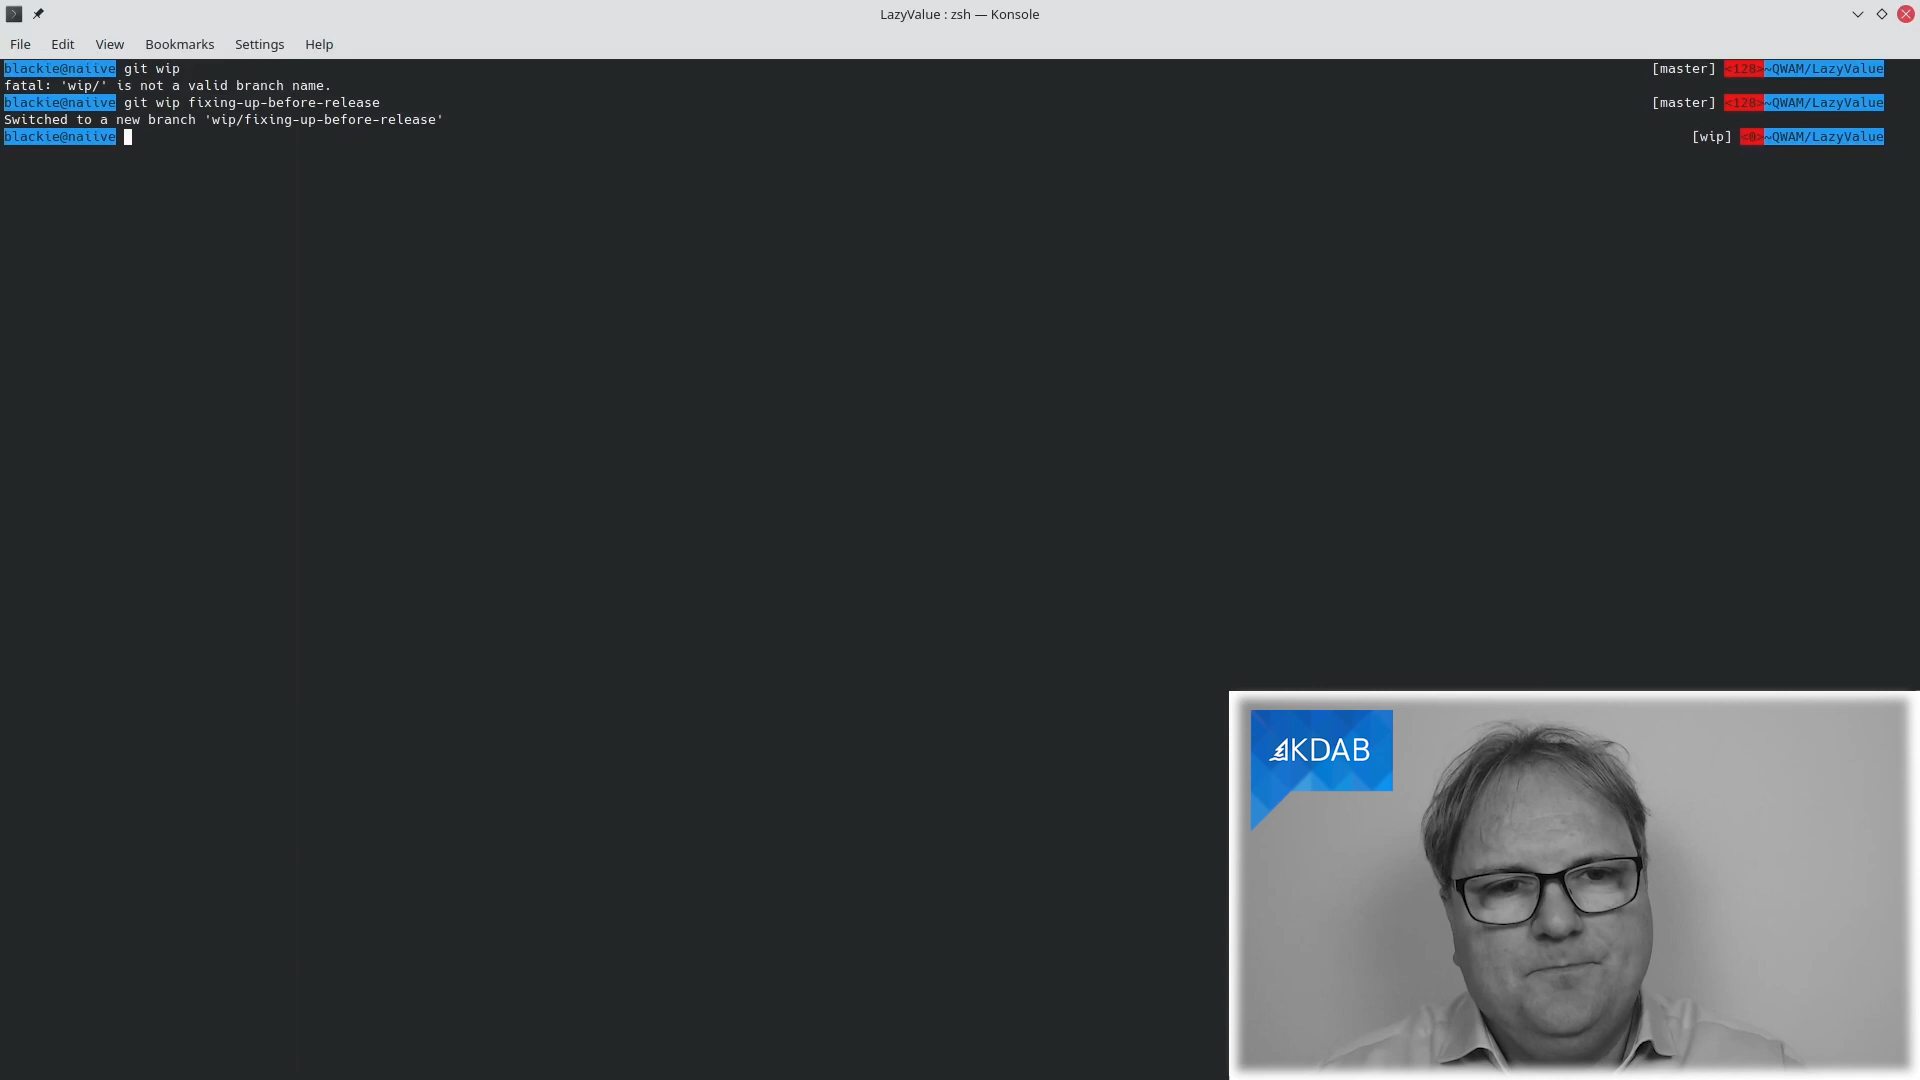 LazyValue : zsh — Konsole
File Edit View Bookmarks Settings Help
blackie@naiive git wip [master] <128>~QWAM/LazyValue
fatal: 'wip/' is not a valid branch name.
blackie@naiive git wip fixing-up-before-release [master] <128>~QWAM/LazyValue
Switched to a new branch 'wip/fixing-up-before-release'
blackie@naiive [wip] <0>~QWAM/LazyValue
KDAB